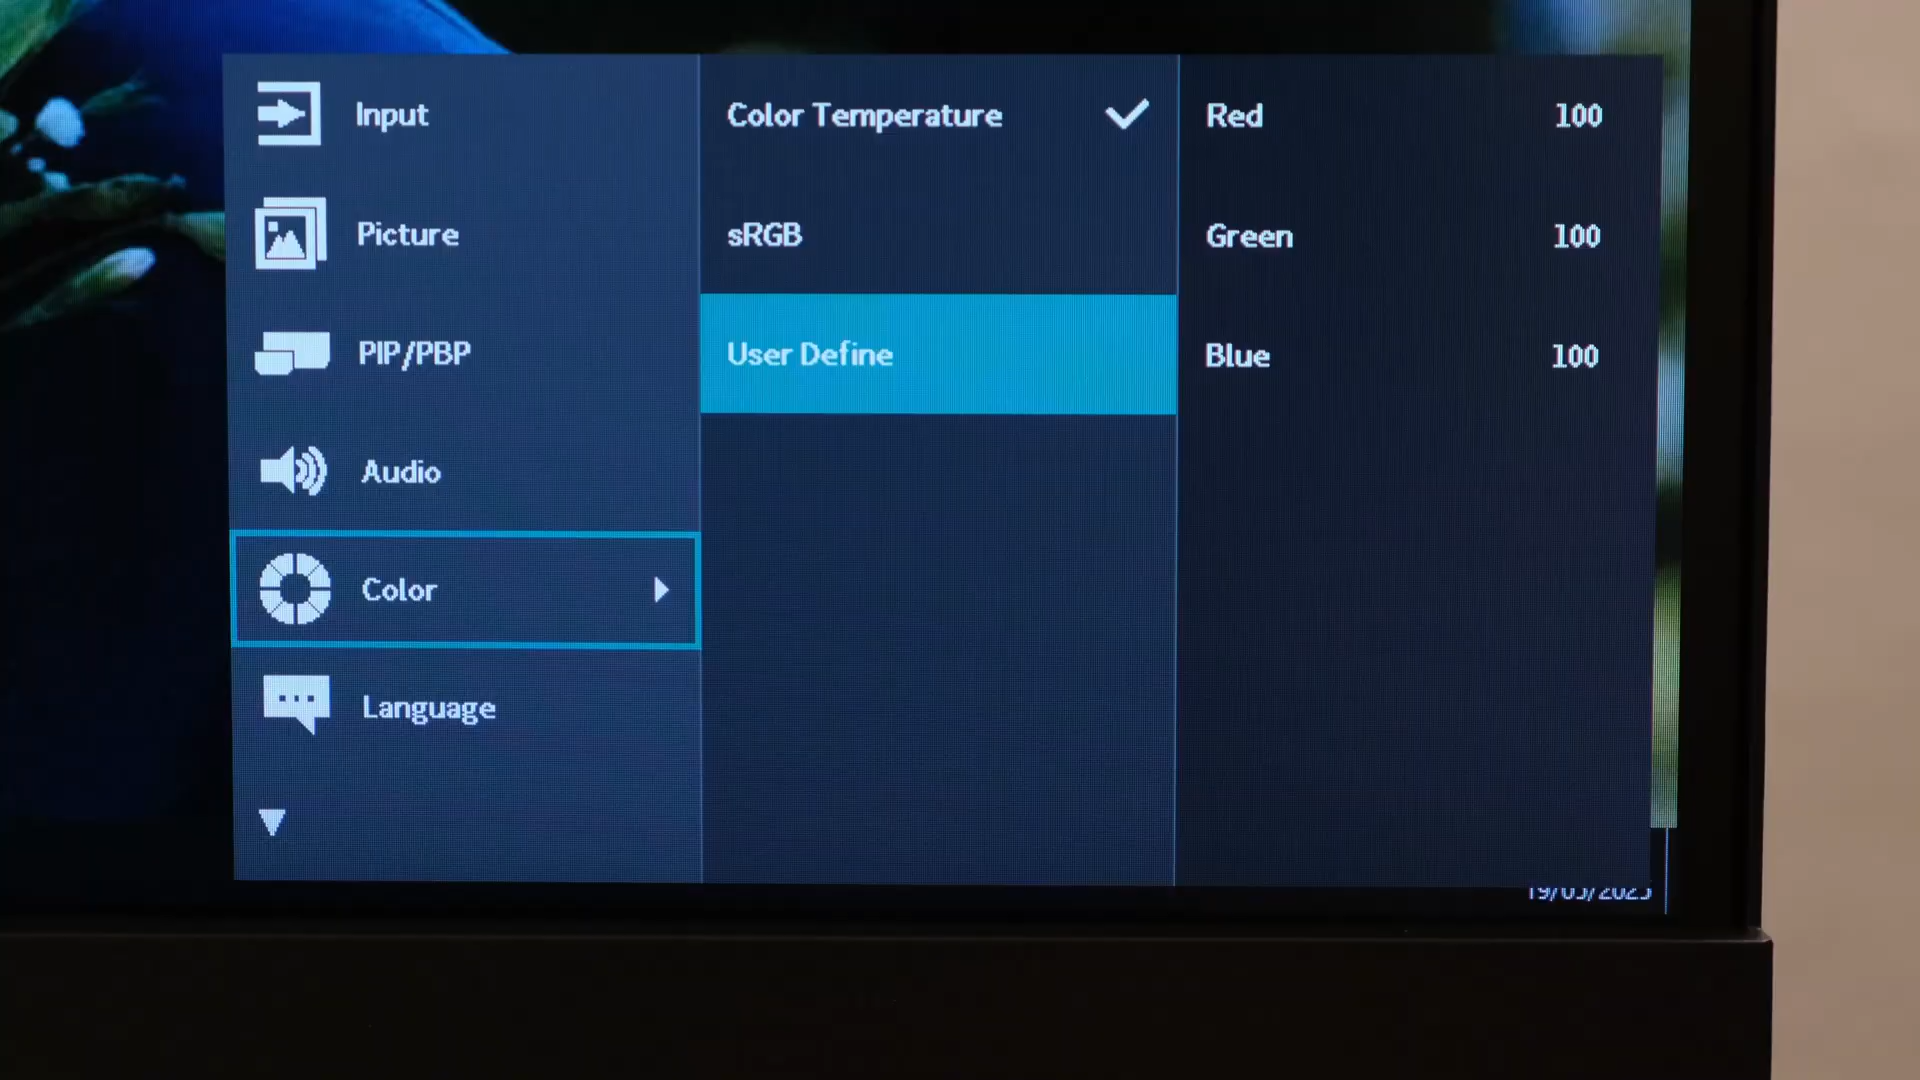 Input
Picture
PIP/PBP
Audio
Color
Language
Color Temperature
sRGB
User Define
Red 100
Green 100
Blue 100